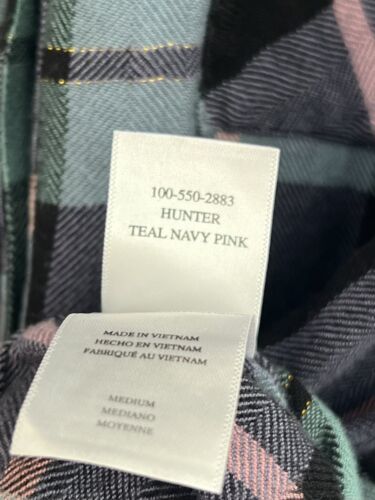 100-550-2883
HUNTER
TEAL NAVY PINK
MADE IN VIETNAM
HECHO EN VIETNAM
FABRIQUÉ AU VIETNAM
MEDIUM
MEDIANO
MOYENNE